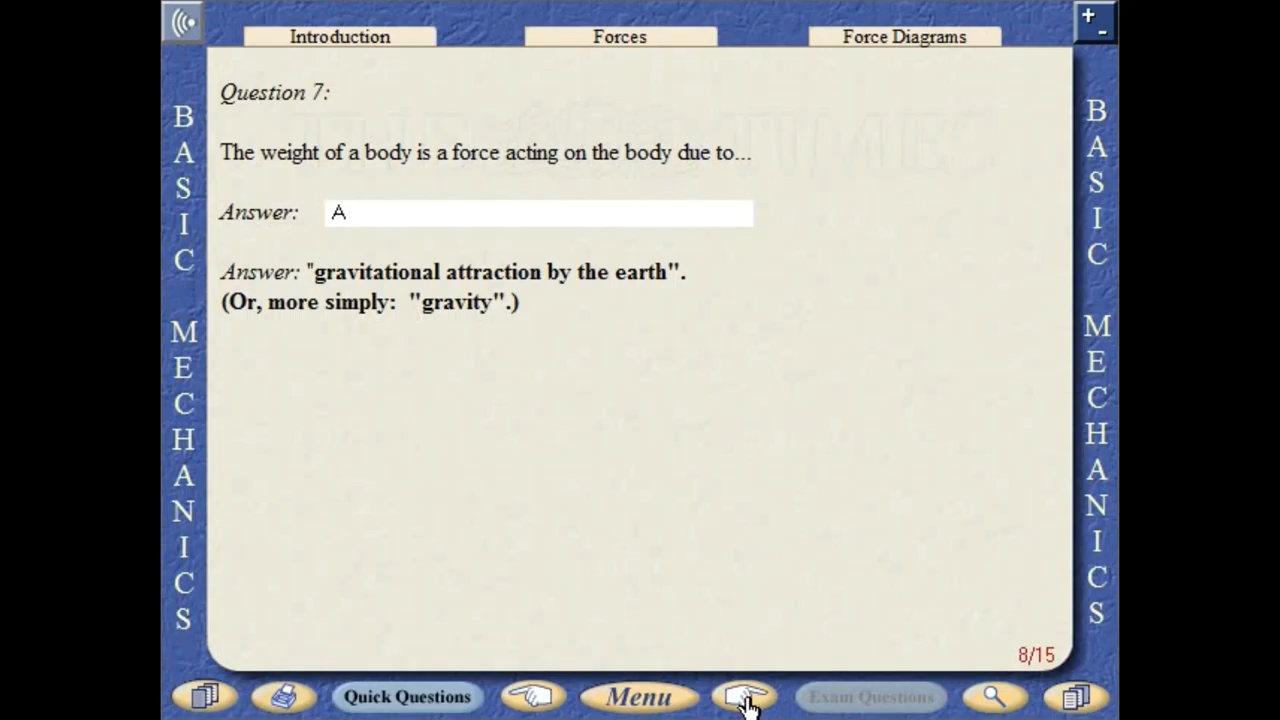 Introduction
Forces
Force Diagrams
+
-
BASIC MECHANICS
Question 7:
The weight of a body is a force acting on the body due to...
Answer: A
Answer: "gravitational attraction by the earth".
(Or, more simply: "gravity".)
BASIC MECHANICS
8/15
Quick Questions
Menu
Exam Questions